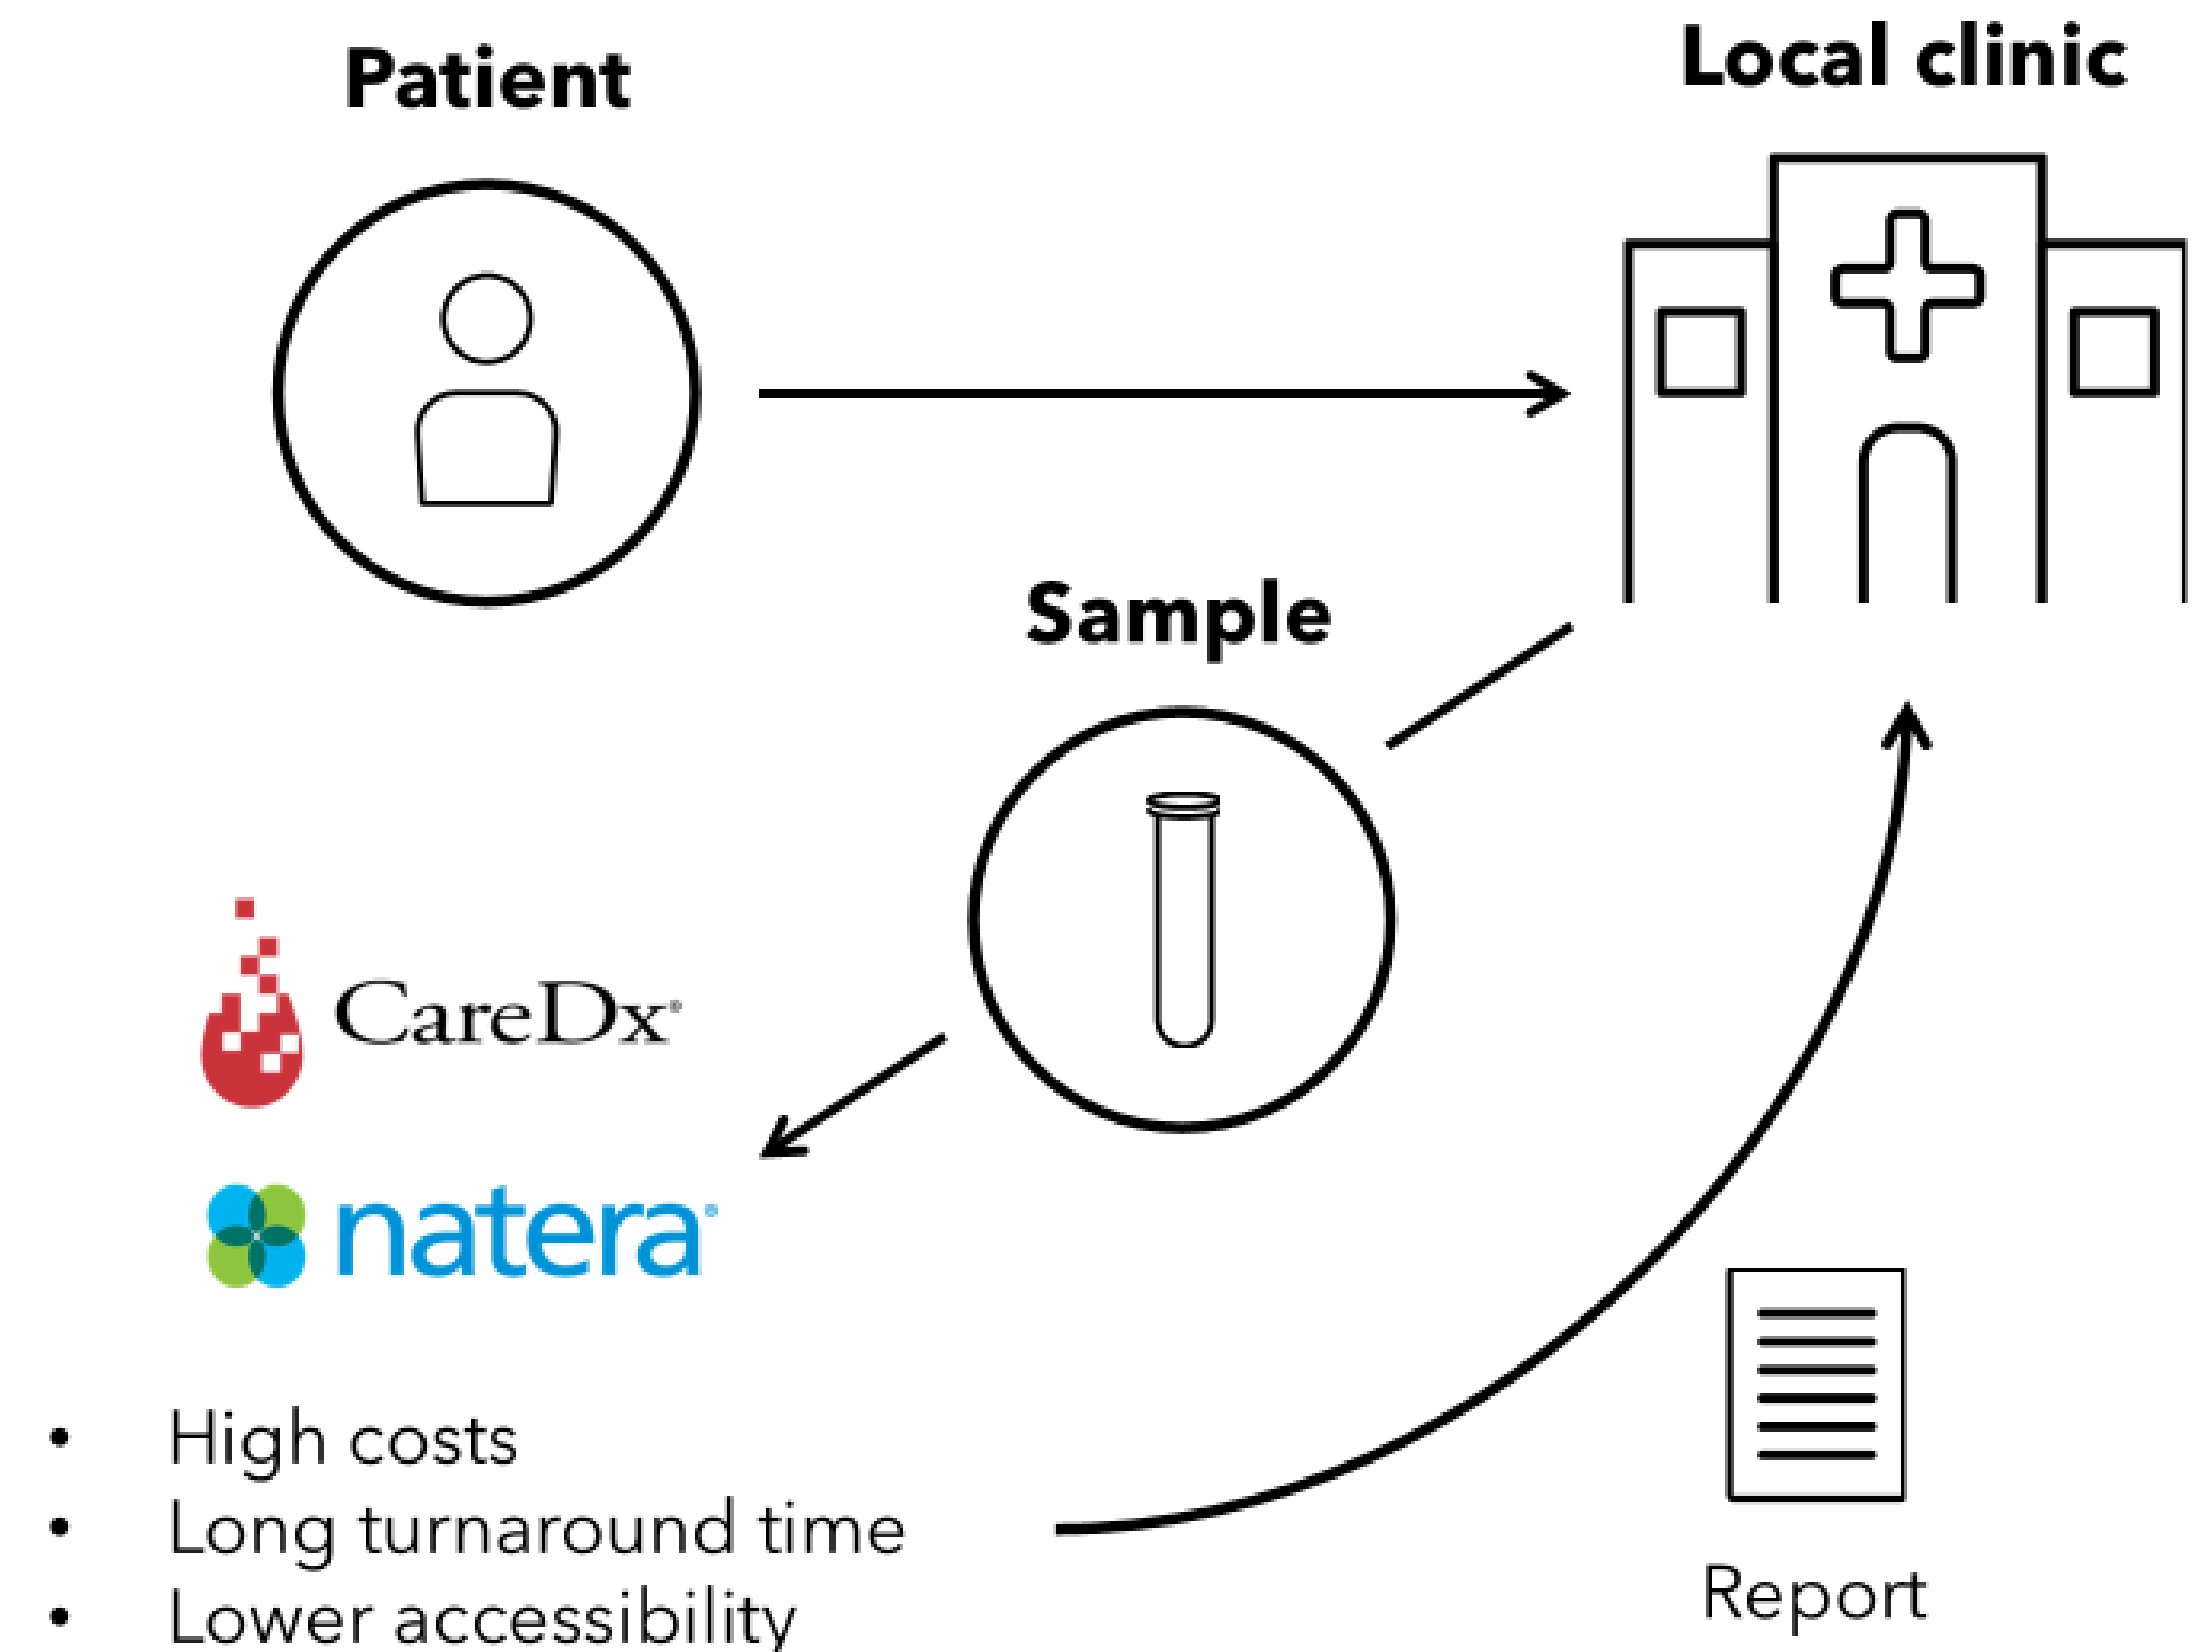 Patient
Local clinic
Sample
CareDx®
natera®
• High costs
• Long turnaround time
• Lower accessibility
Report